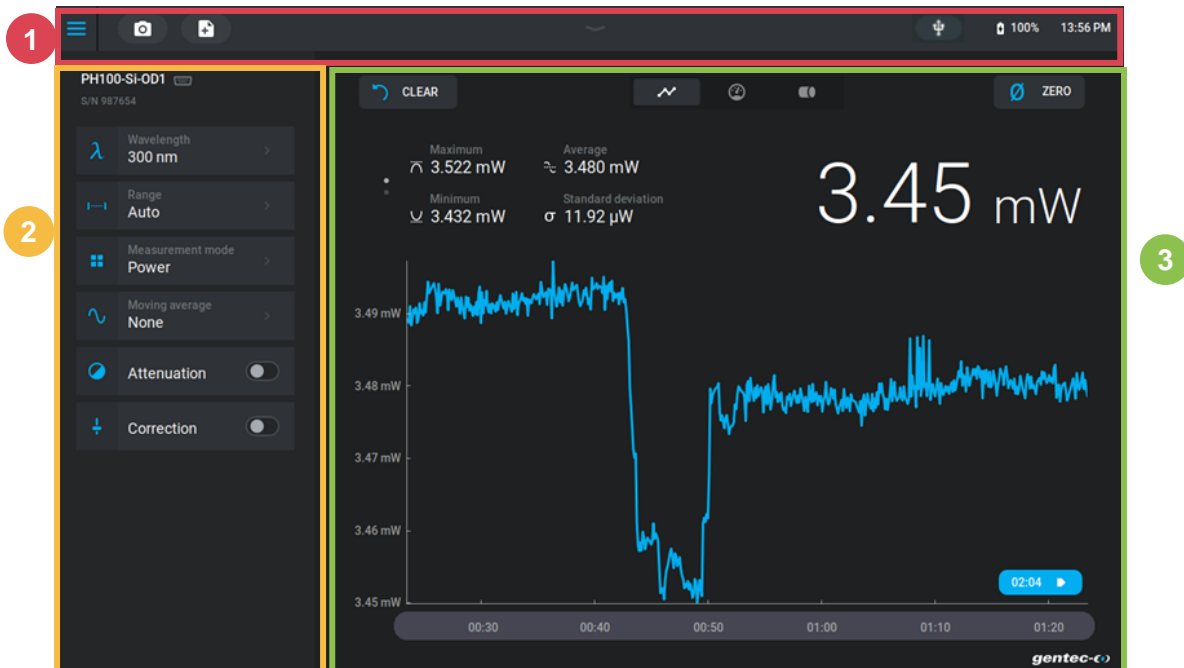 1
100% 13:56 PM
2
PH100-Si-OD1
S/N 987654
λ Wavelength
300 nm
Range
Auto
Measurement mode
Power
Moving average
None
Attenuation
Correction
3
CLEAR
Ø ZERO
Maximum
3.522 mW
Average
3.480 mW
Minimum
3.432 mW
Standard deviation
σ 11.92 µW
3.45 mW
3.49 mW
3.48 mW
3.47 mW
3.46 mW
3.45 mW
02:04
00:30 00:40 00:50 01:00 01:10 01:20
gentec-eo